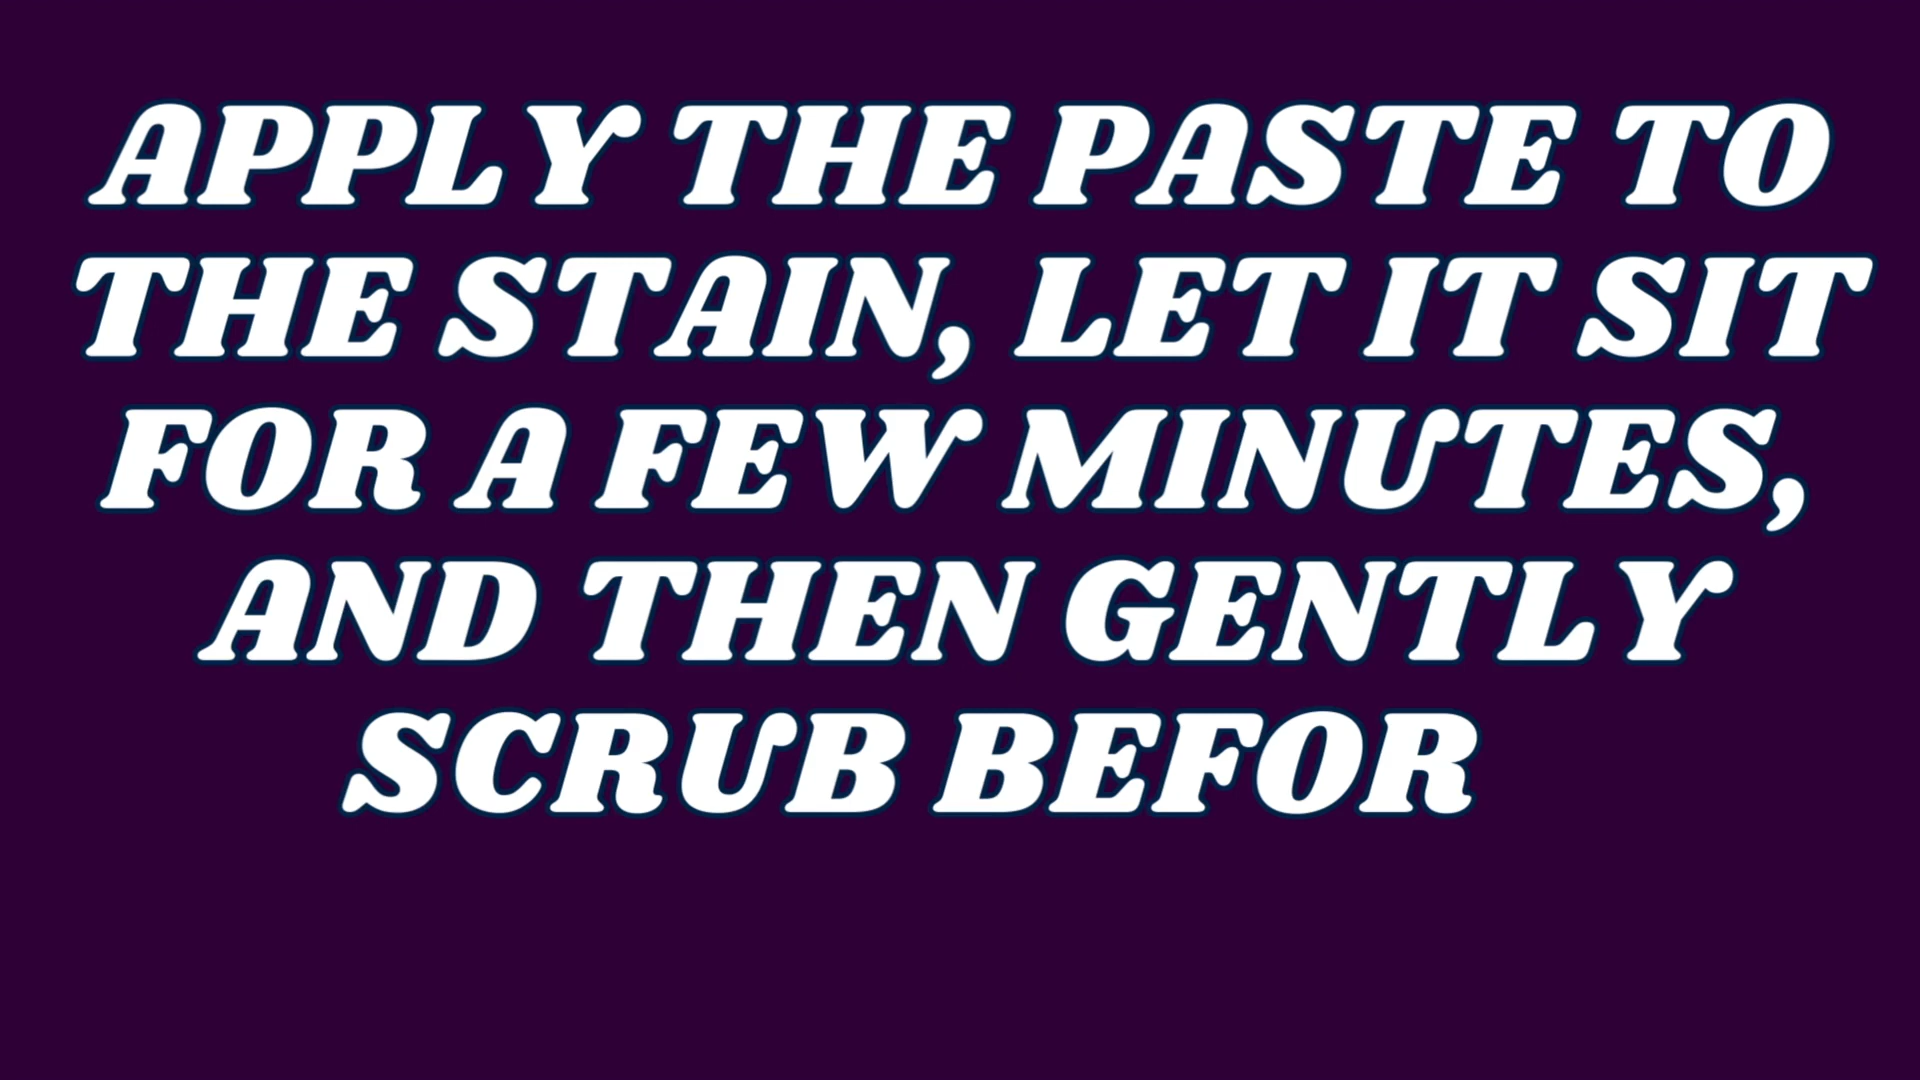 APPLY THE PASTE TO
THE STAIN, LET IT SIT
FOR A FEW MINUTES,
AND THEN GENTLY
SCRUB BEFOR